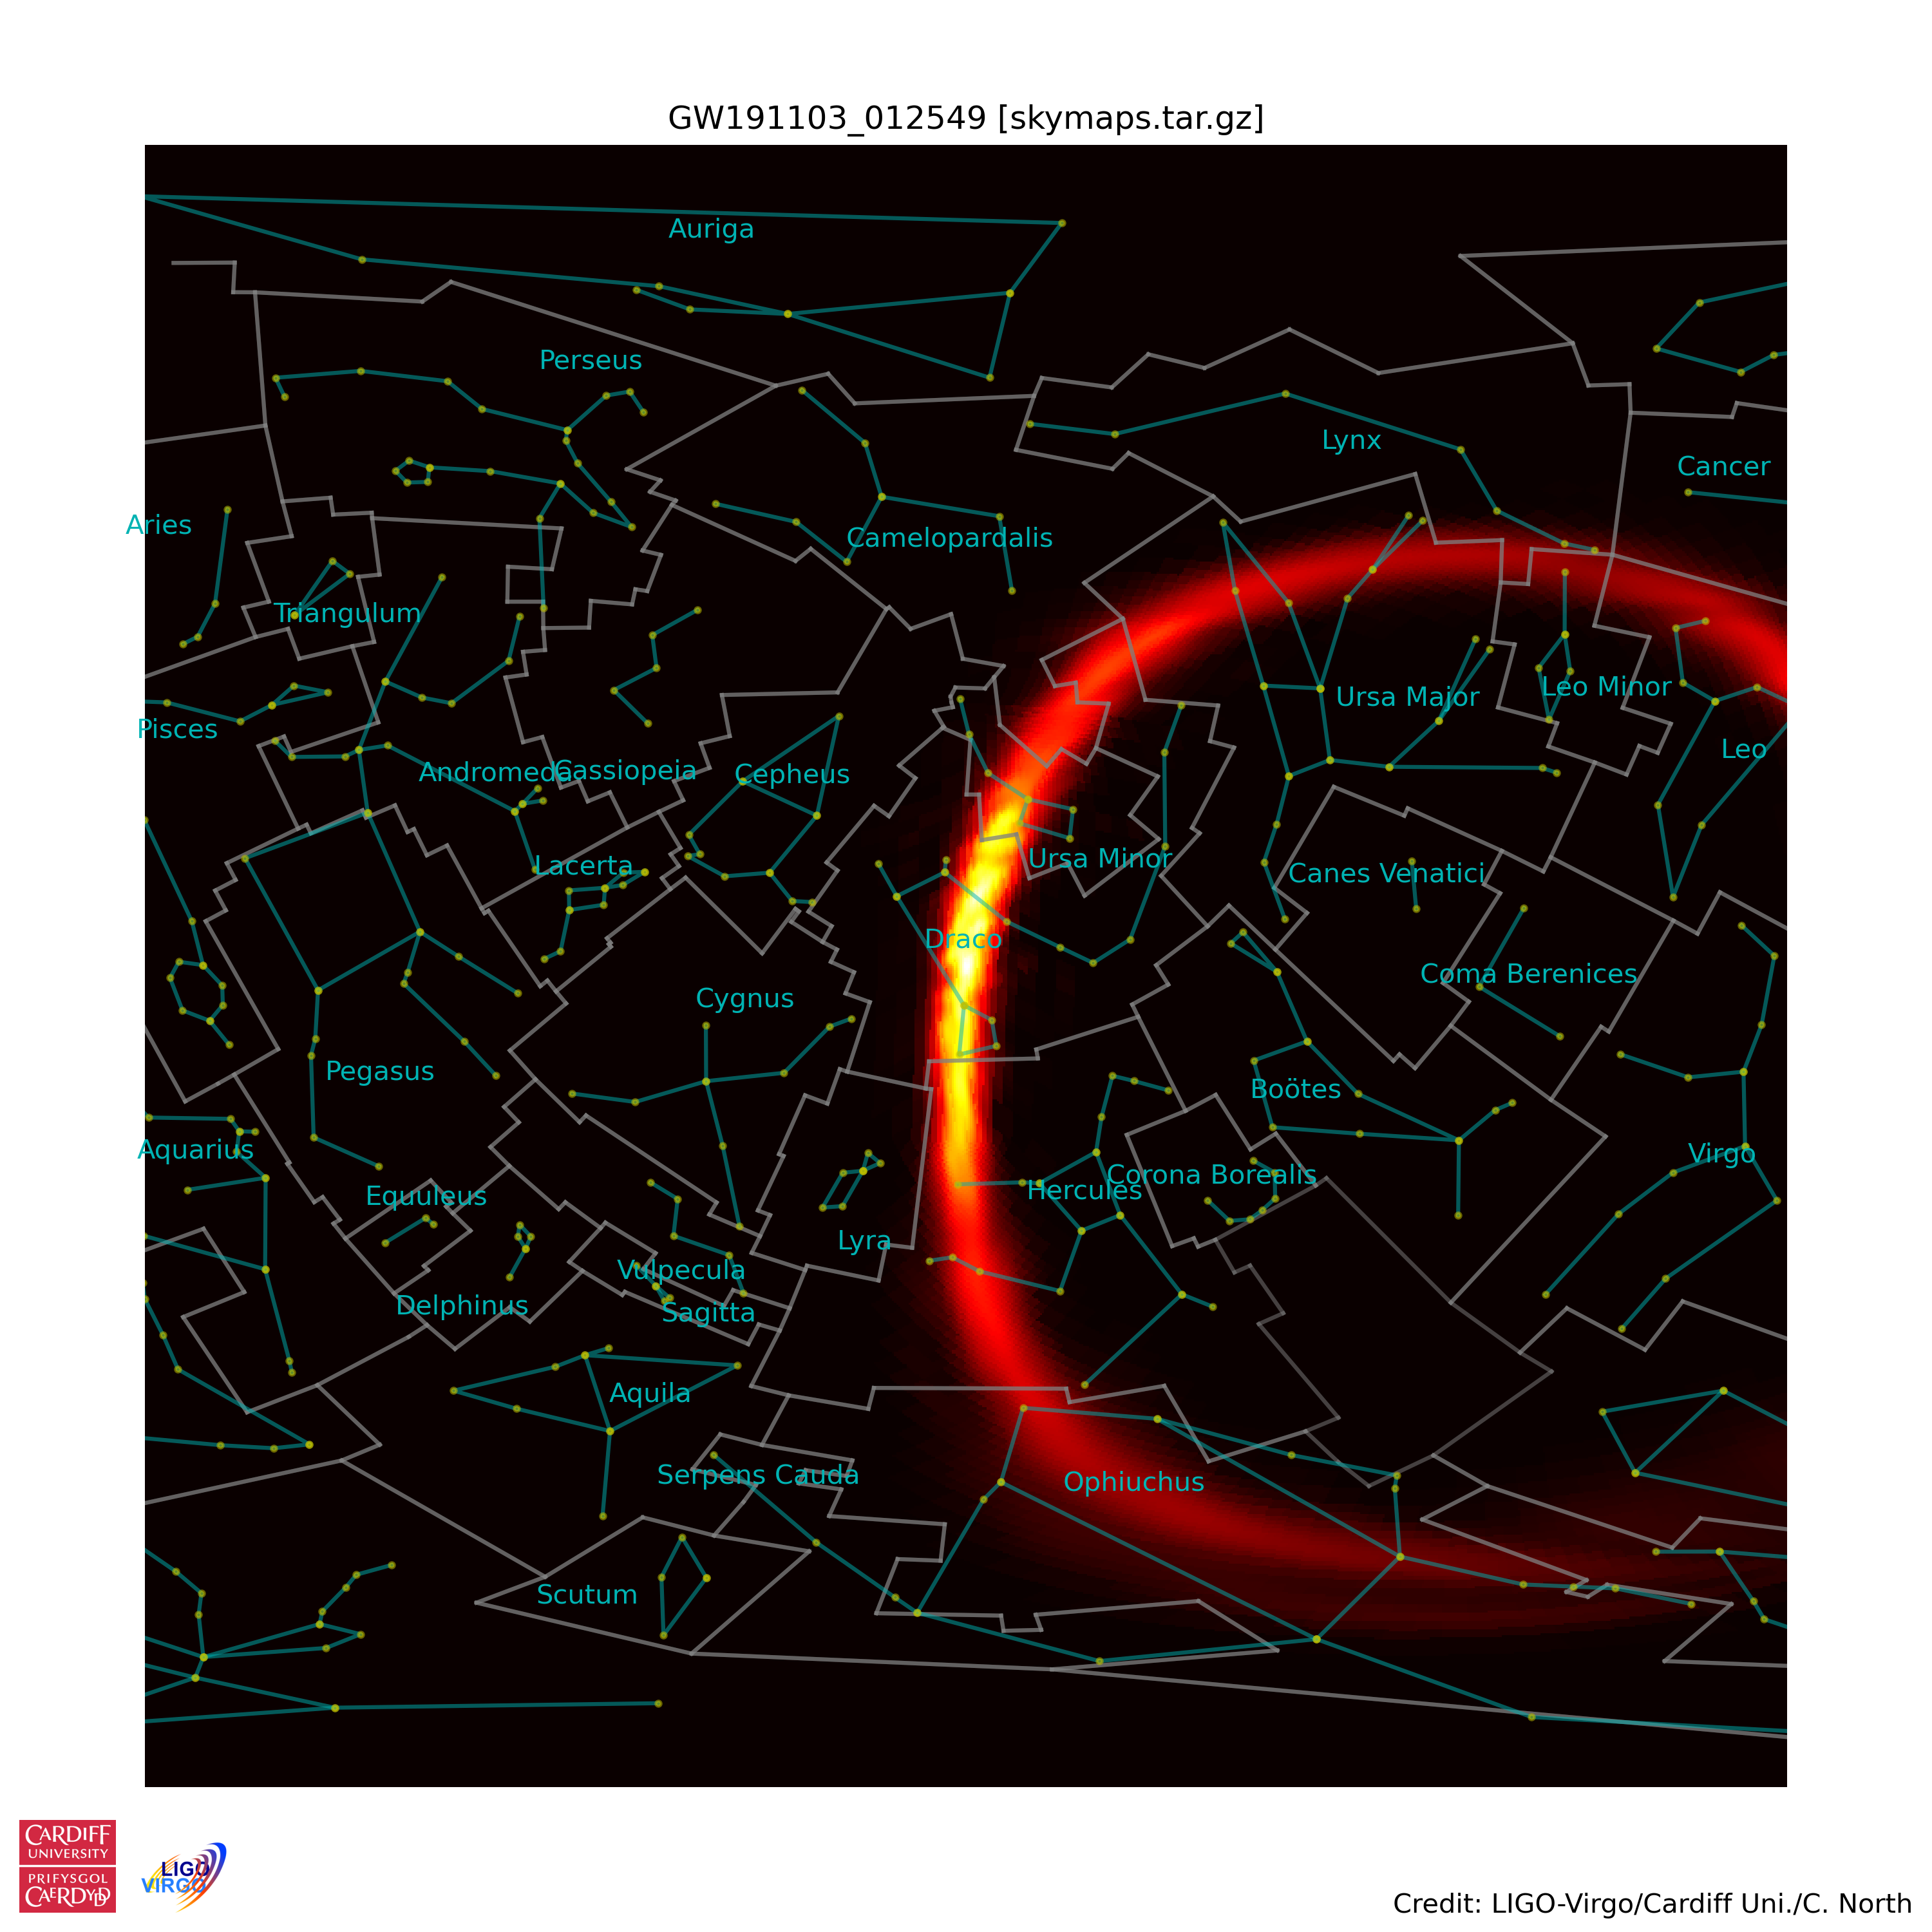 GW191103_012549 [skymaps.tar.gz]
Auriga
Perseus
Lynx
Cancer
Aries
Camelopardalis
Triangulum
Leo Minor
Ursa Major
Pisces
Leo
Andromeda
Cassiopeia
Cepheus
Ursa Minor
Lacerta
Canes Venatici
Draco
Coma Berenices
Cygnus
Pegasus
Boötes
Aquarius
Virgo
Corona Borealis
Hercules
Equuleus
Lyra
Vulpecula
Delphinus
Sagitta
Aquila
Serpens Cauda
Ophiuchus
Scutum
CARDIFF
UNIVERSITY
PRIFYSGOL
CAERDYDD
LIGO
VIRGO
Credit: LIGO-Virgo/Cardiff Uni./C. North